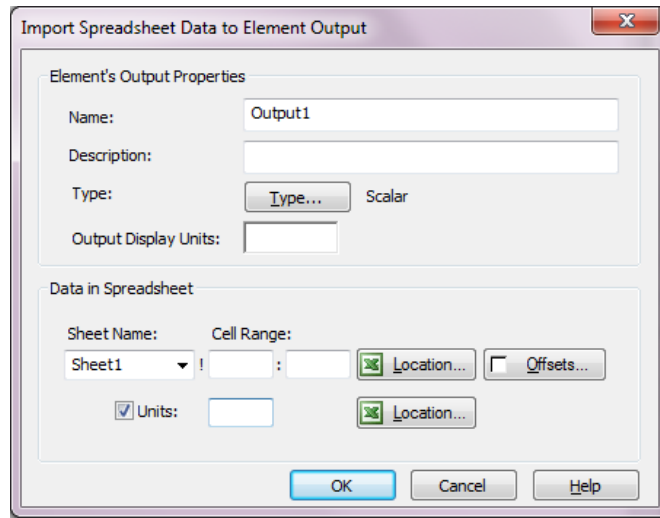 Import Spreadsheet Data to Element Output
Element's Output Properties
Name: Output1
Description:
Type: Type... Scalar
Output Display Units:
Data in Spreadsheet
Sheet Name: Cell Range:
Sheet1 ! : Location... Offsets...
Units: Location...
OK Cancel Help